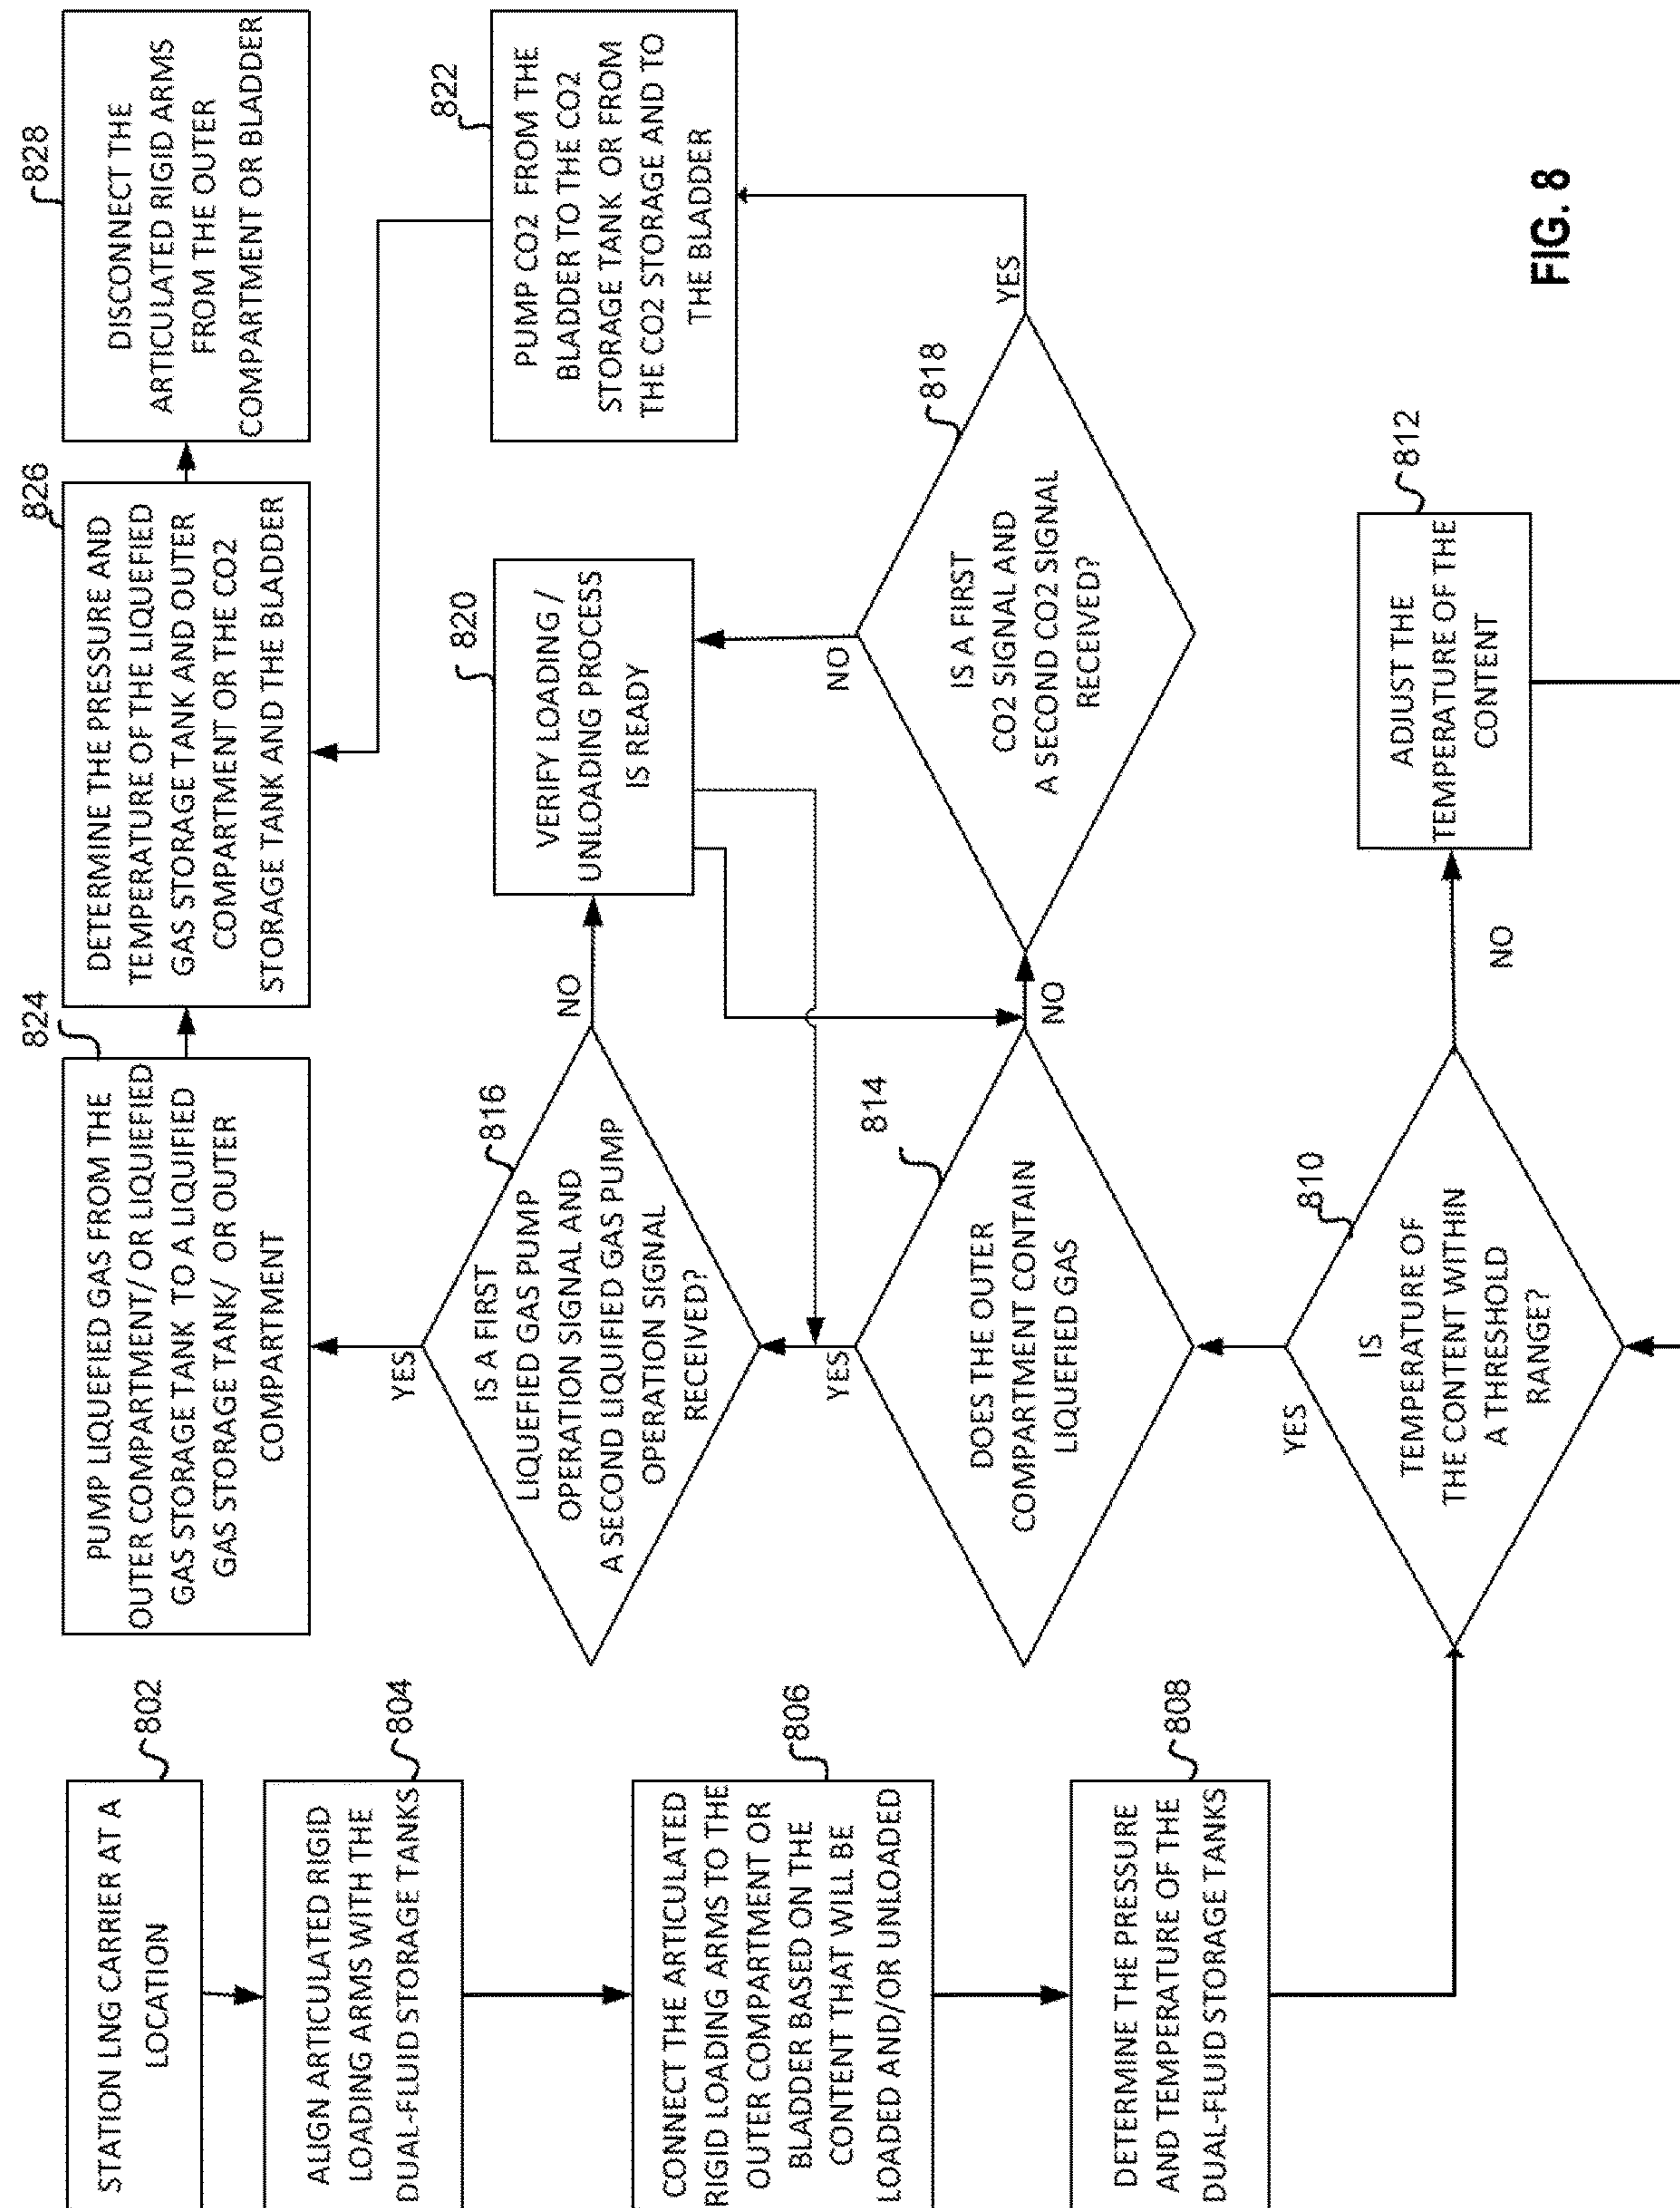 802
STATION LNG CARRIER AT A
LOCATION
804
ALIGN ARTICULATED RIGID
LOADING ARMS WITH THE
DUAL-FLUID STORAGE TANKS
806
CONNECT THE ARTICULATED
RIGID LOADING ARMS TO THE
OUTER COMPARTMENT OR
BLADDER BASED ON THE
CONTENT THAT WILL BE
LOADED AND/OR UNLOADED
808
DETERMINE THE PRESSURE
AND TEMPERATURE OF THE
DUAL-FLUID STORAGE TANKS
810
IS
TEMPERATURE OF
THE CONTENT WITHIN
A THRESHOLD
RANGE?
YES
NO
812
ADJUST THE
TEMPERATURE OF THE
CONTENT
814
DOES THE OUTER
COMPARTMENT CONTAIN
LIQUEFIED GAS
YES
NO
816
IS A FIRST
LIQUEFIED GAS PUMP
OPERATION SIGNAL AND
A SECOND LIQUIFIED GAS PUMP
OPERATION SIGNAL
RECEIVED?
YES
NO
818
IS A FIRST
CO2 SIGNAL AND
A SECOND CO2 SIGNAL
RECEIVED?
NO
YES
820
VERIFY LOADING /
UNLOADING PROCESS
IS READY
822
PUMP CO2 FROM THE
BLADDER TO THE CO2
STORAGE TANK OR FROM
THE CO2 STORAGE AND TO
THE BLADDER
824
PUMP LIQUEFIED GAS FROM THE
OUTER COMPARTMENT/ OR LIQUIEFIED
GAS STORAGE TANK TO A LIQUIFIED
GAS STORAGE TANK/ OR OUTER
COMPARTMENT
826
DETERMINE THE PRESSURE AND
TEMPERATURE OF THE LIQUEFIED
GAS STORAGE TANK AND OUTER
COMPARTMENT OR THE CO2
STORAGE TANK AND THE BLADDER
828
DISCONNECT THE
ARTICULATED RIGID ARMS
FROM THE OUTER
COMPARTMENT OR BLADDER
FIG. 8